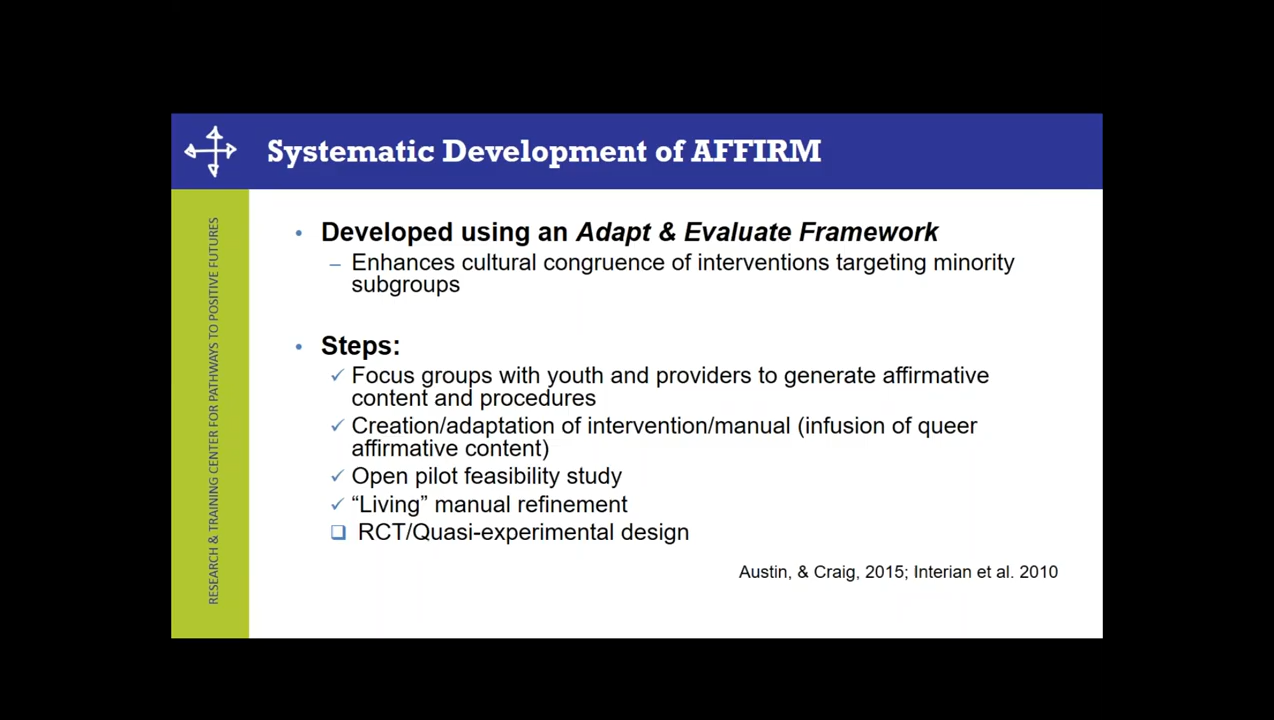 Systematic Development of AFFIRM
RESEARCH & TRAINING CENTER FOR PATHWAYS TO POSITIVE FUTURES
• Developed using an Adapt & Evaluate Framework
– Enhances cultural congruence of interventions targeting minority
subgroups
• Steps:
✓ Focus groups with youth and providers to generate affirmative
content and procedures
✓ Creation/adaptation of intervention/manual (infusion of queer
affirmative content)
✓ Open pilot feasibility study
✓ “Living” manual refinement
❑ RCT/Quasi-experimental design
Austin, & Craig, 2015; Interian et al. 2010